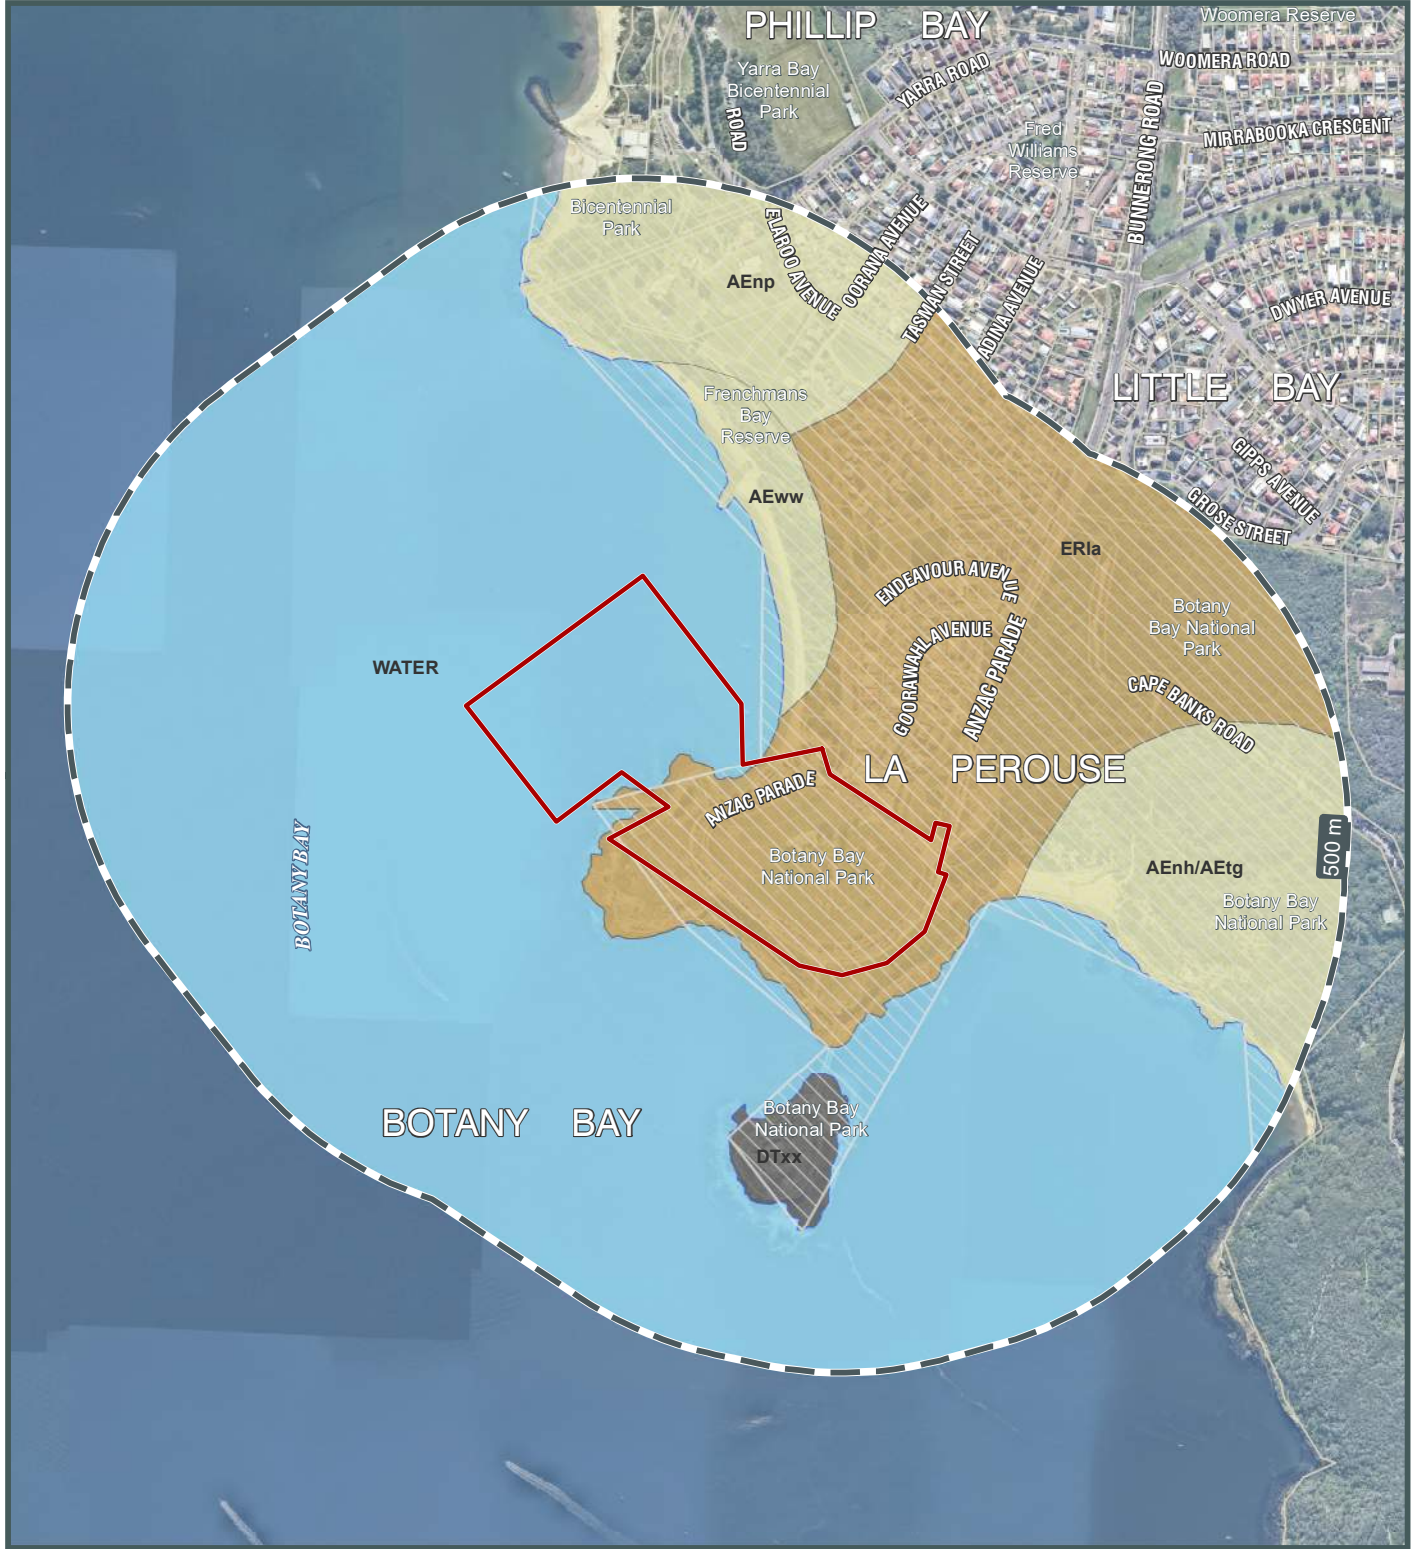 PHILLIP BAY
Woomera Reserve
WOOMERA ROAD
YARRA ROAD
Yarra Bay
Bicentennial
Park
ROAD
Fred
Williams
Reserve
BUNNERONG ROAD
MIRRABOOKA CRESCENT
Bicentennial
Park
ELAROO AVENUE
OORANA AVENUE
TASMAN STREET
ADINA AVENUE
DWYER AVENUE
AEnp
LITTLE BAY
Frenchmans
Bay
Reserve
GIPPS AVENUE
GROSE STREET
AEww
ERla
ENDEAVOUR AVENUE
GOORAWAHL AVENUE
ANZAC PARADE
Botany
Bay National
Park
CAPE BANKS ROAD
WATER
LA PEROUSE
ANZAC PARADE
Botany Bay
National Park
500 m
AEnh/AEtg
Botany Bay
National Park
BOTANY BAY
BOTANY BAY
Botany Bay
National Park
DTxx